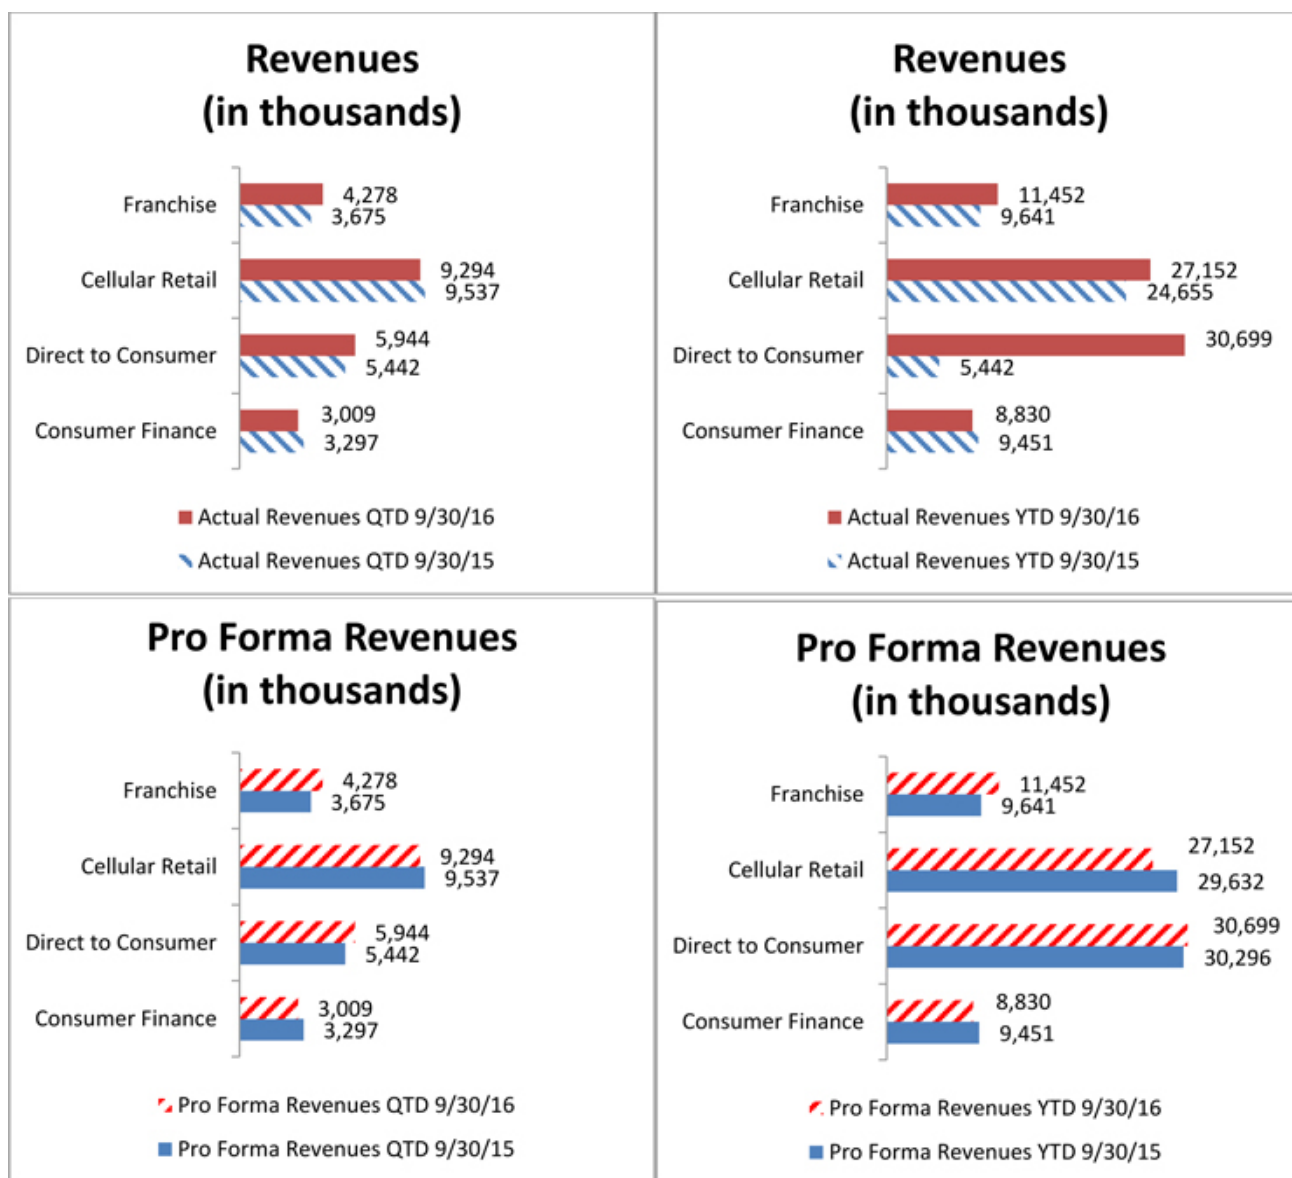 Revenues
(in thousands)
Franchise
4,278
3,675
Cellular Retail
9,294
9,537
Direct to Consumer
5,944
5,442
Consumer Finance
3,009
3,297
Actual Revenues QTD 9/30/16
Actual Revenues QTD 9/30/15
Revenues
(in thousands)
Franchise
11,452
9,641
Cellular Retail
27,152
24,655
Direct to Consumer
30,699
5,442
Consumer Finance
8,830
9,451
Actual Revenues YTD 9/30/16
Actual Revenues YTD 9/30/15
Pro Forma Revenues
(in thousands)
Franchise
4,278
3,675
Cellular Retail
9,294
9,537
Direct to Consumer
5,944
5,442
Consumer Finance
3,009
3,297
Pro Forma Revenues QTD 9/30/16
Pro Forma Revenues QTD 9/30/15
Pro Forma Revenues
(in thousands)
Franchise
11,452
9,641
Cellular Retail
27,152
29,632
Direct to Consumer
30,699
30,296
Consumer Finance
8,830
9,451
Pro Forma Revenues YTD 9/30/16
Pro Forma Revenues YTD 9/30/15